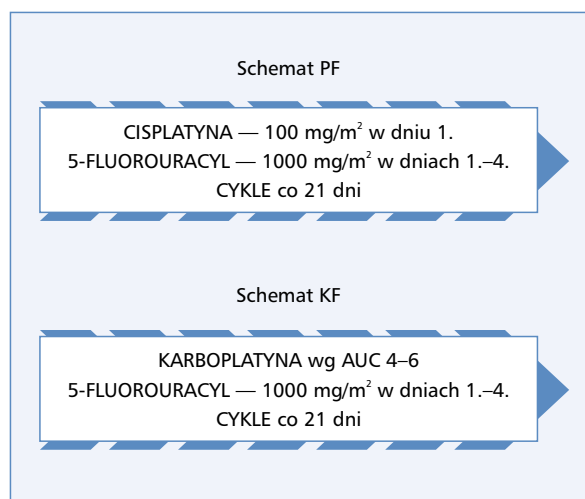 Schemat PF
CISPLATYNA — 100 mg/m² w dniu 1.
5-FLUOROURACYL — 1000 mg/m² w dniach 1.–4.
CYKLE co 21 dni
Schemat KF
KARBOPLATYNA wg AUC 4–6
5-FLUOROURACYL — 1000 mg/m² w dniach 1.–4.
CYKLE co 21 dni